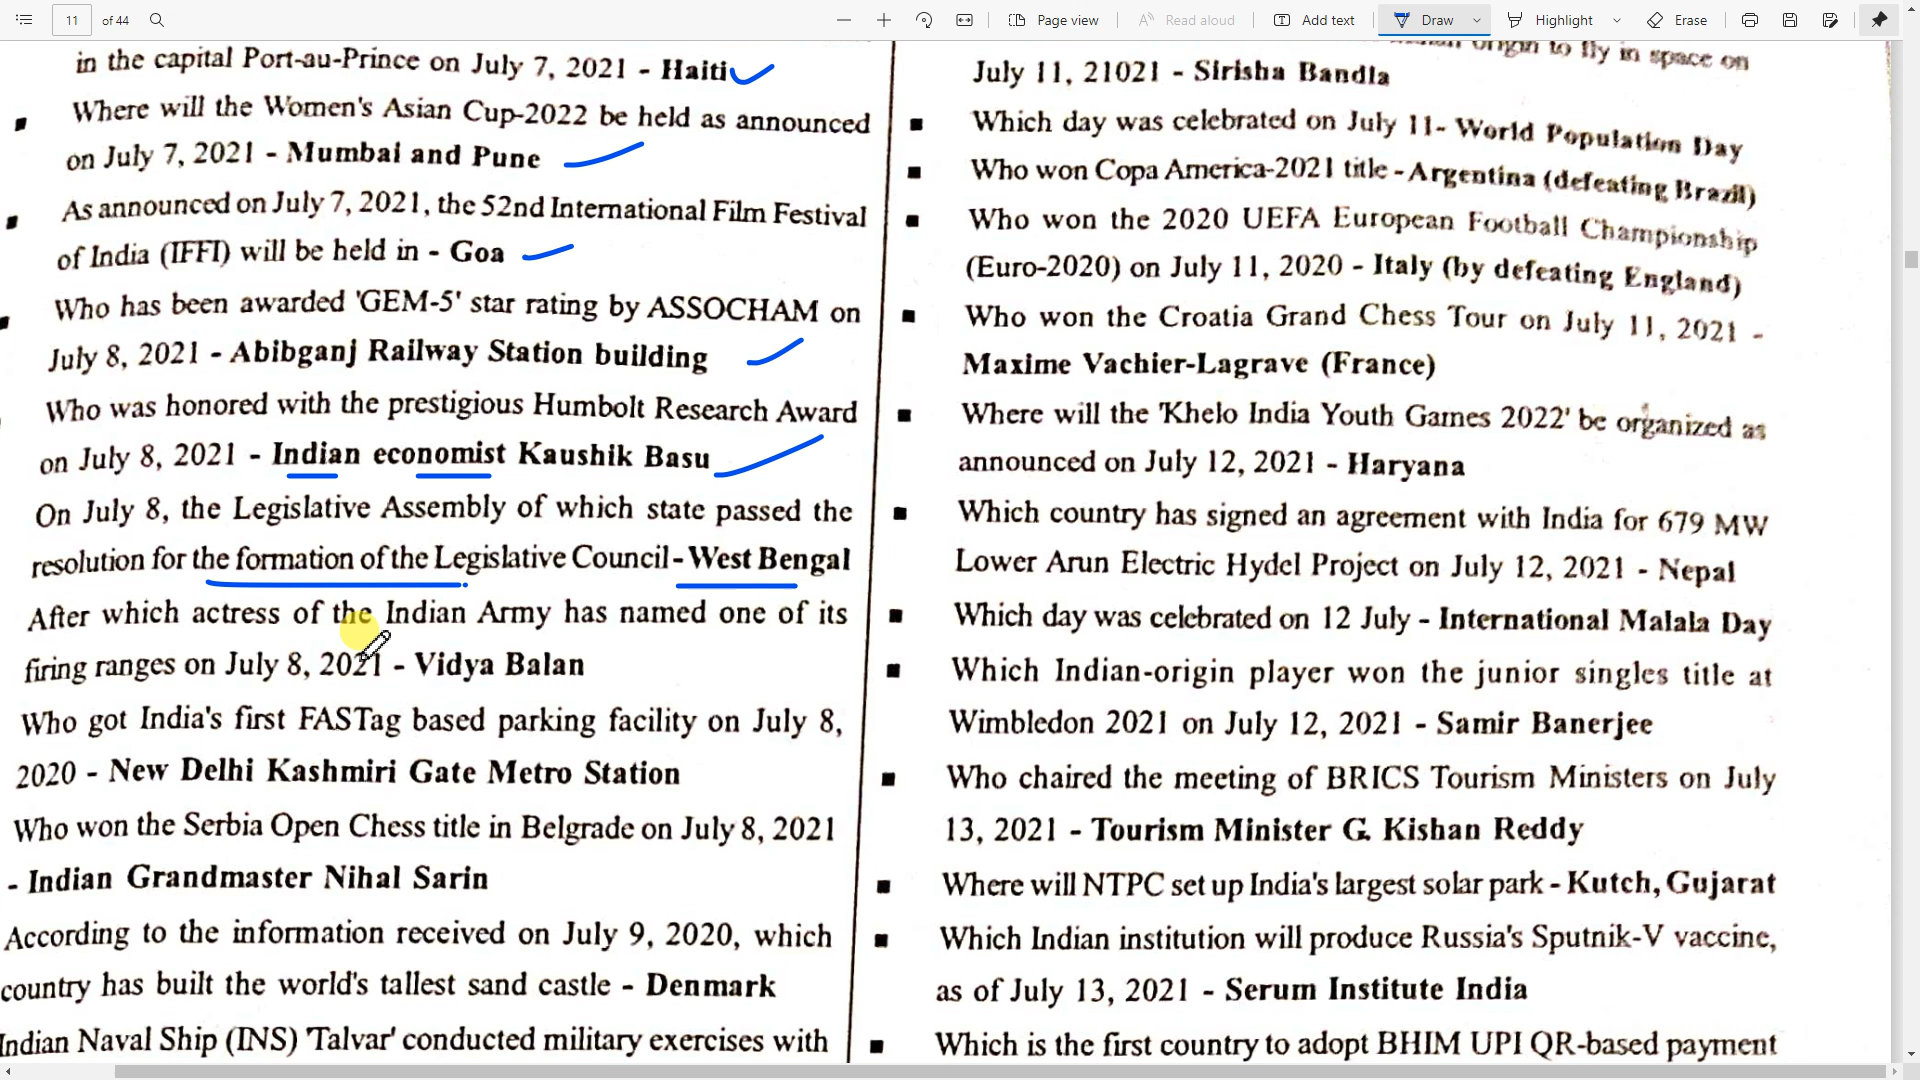 11 of 44 Page view Read aloud Add text Draw Highlight Erase
in the capital Port-au-Prince on July 7, 2021 - Haiti
Where will the Women's Asian Cup-2022 be held as announced
on July 7, 2021 - Mumbai and Pune
As announced on July 7, 2021, the 52nd International Film Festival
of India (IFFI) will be held in - Goa
Who has been awarded 'GEM-5' star rating by ASSOCHAM on
July 8, 2021 - Abibganj Railway Station building
Who was honored with the prestigious Humbolt Research Award
on July 8, 2021 - Indian economist Kaushik Basu
On July 8, the Legislative Assembly of which state passed the
resolution for the formation of the Legislative Council - West Bengal
After which actress of the Indian Army has named one of its
firing ranges on July 8, 2021 - Vidya Balan
Who got India's first FASTag based parking facility on July 8,
2020 - New Delhi Kashmiri Gate Metro Station
Who won the Serbia Open Chess title in Belgrade on July 8, 2021
- Indian Grandmaster Nihal Sarin
According to the information received on July 9, 2020, which
country has built the world's tallest sand castle - Denmark
Indian Naval Ship (INS) 'Talvar' conducted military exercises with
origin to fly in space on
July 11, 21021 - Sirisha Bandla
Which day was celebrated on July 11- World Population Day
Who won Copa America-2021 title - Argentina (defeating Brazil)
Who won the 2020 UEFA European Football Championship
(Euro-2020) on July 11, 2020 - Italy (by defeating England)
Who won the Croatia Grand Chess Tour on July 11, 2021 -
Maxime Vachier-Lagrave (France)
Where will the 'Khelo India Youth Games 2022' be organized as
announced on July 12, 2021 - Haryana
Which country has signed an agreement with India for 679 MW
Lower Arun Electric Hydel Project on July 12, 2021 - Nepal
Which day was celebrated on 12 July - International Malala Day
Which Indian-origin player won the junior singles title at
Wimbledon 2021 on July 12, 2021 - Samir Banerjee
Who chaired the meeting of BRICS Tourism Ministers on July
13, 2021 - Tourism Minister G. Kishan Reddy
Where will NTPC set up India's largest solar park - Kutch, Gujarat
Which Indian institution will produce Russia's Sputnik-V vaccine,
as of July 13, 2021 - Serum Institute India
Which is the first country to adopt BHIM UPI QR-based payment